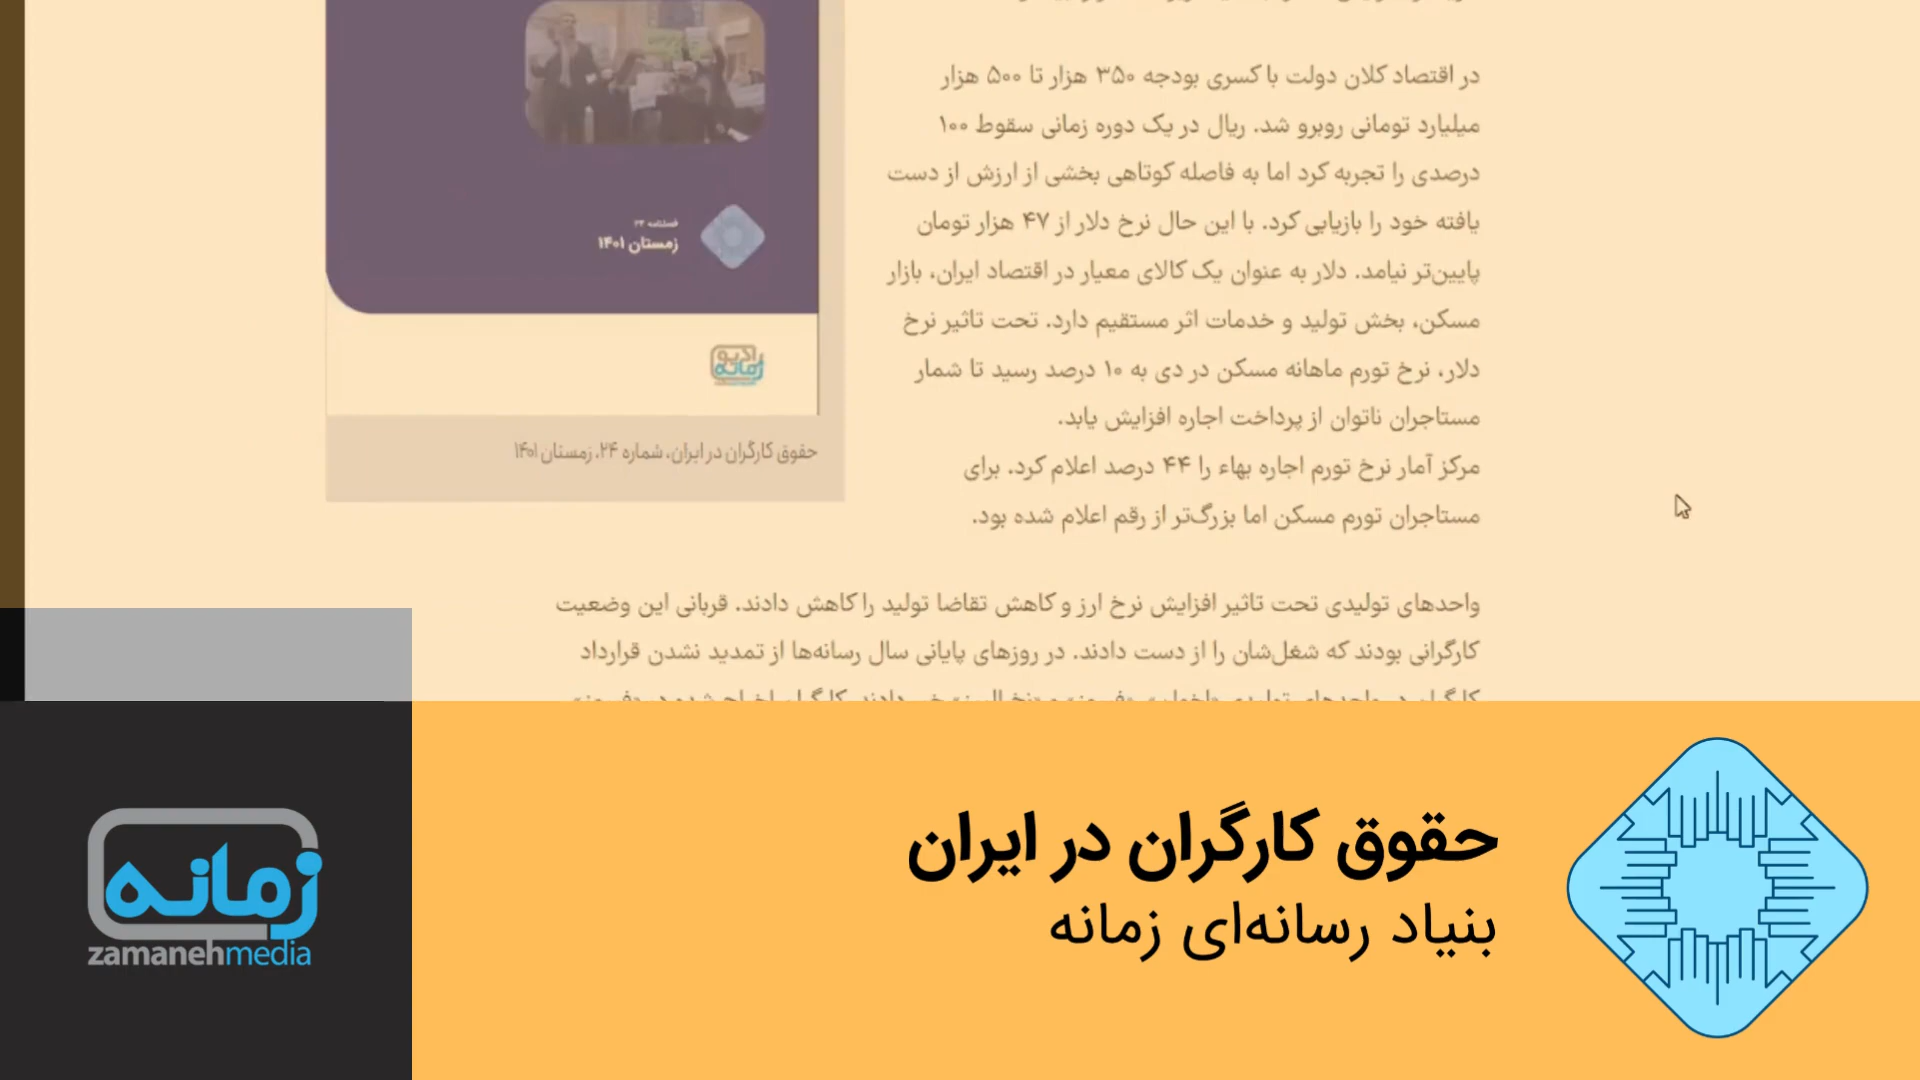 در اقتصاد کلان دولت با کسری بودجه ۳۵۰ هزار تا ۵۰۰ هزار
میلیارد تومانی روبرو شد. ریال در یک دوره زمانی سقوط ۱۰۰
درصدی را تجربه کرد اما به فاصله کوتاهی بخشی از ارزش از دست
یافته خود را بازیابی کرد. با این حال نرخ دلار از ۴۷ هزار تومان
پایین‌تر نیامد. دلار به عنوان یک کالای معیار در اقتصاد ایران، بازار
مسکن، بخش تولید و خدمات اثر مستقیم دارد. تحت تاثیر نرخ
دلار، نرخ تورم ماهانه مسکن در دی به ۱۰ درصد رسید تا شمار
مستاجران ناتوان از پرداخت اجاره افزایش یابد.
مرکز آمار نرخ تورم اجاره بهاء را ۴۴ درصد اعلام کرد. برای
مستاجران تورم مسکن اما بزرگ‌تر از رقم اعلام شده بود.
زمستان ۱۴۰۱
رادیو
زمانه
حقوق کارگران در ایران، شماره ۲۴، زمستان ۱۴۰۱
واحدهای تولیدی تحت تاثیر افزایش نرخ ارز و کاهش تقاضا تولید را کاهش دادند. قربانی این وضعیت
کارگرانی بودند که شغل‌شان را از دست دادند. در روزهای پایانی سال رسانه‌ها از تمدید نشدن قرارداد
حقوق کارگران در ایران
بنیاد رسانه‌ای زمانه
زمانه
zamanehmedia